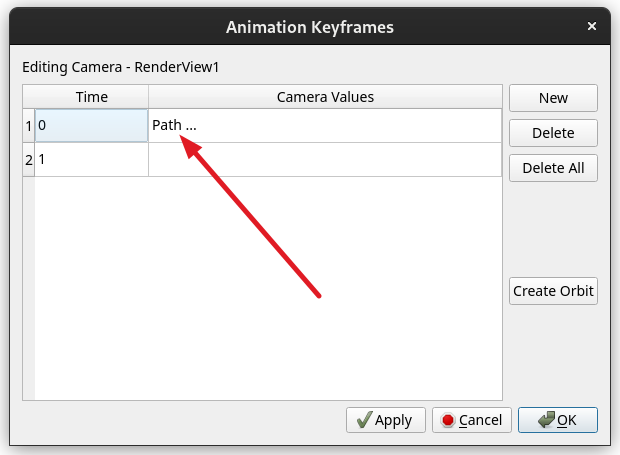 Animation Keyframes
×
Editing Camera - RenderView1
Time Camera Values
1 0 Path ...
2 1
New
Delete
Delete All
Create Orbit
Apply Cancel OK